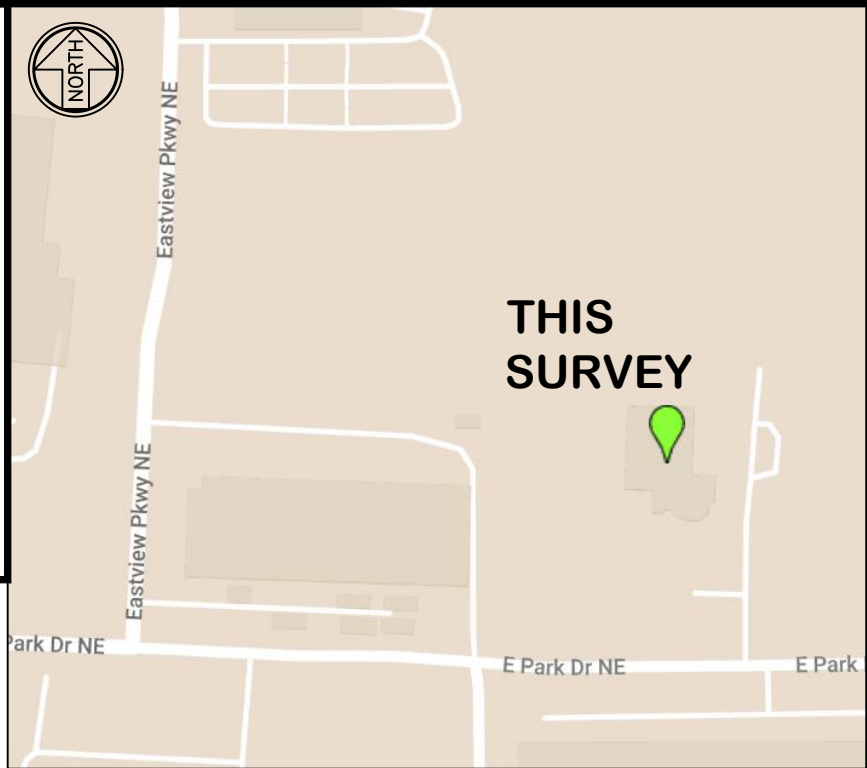 NORTH
Eastview Pkwy NE
THIS
SURVEY
Eastview Pkwy NE
Park Dr NE
E Park Dr NE
E Park